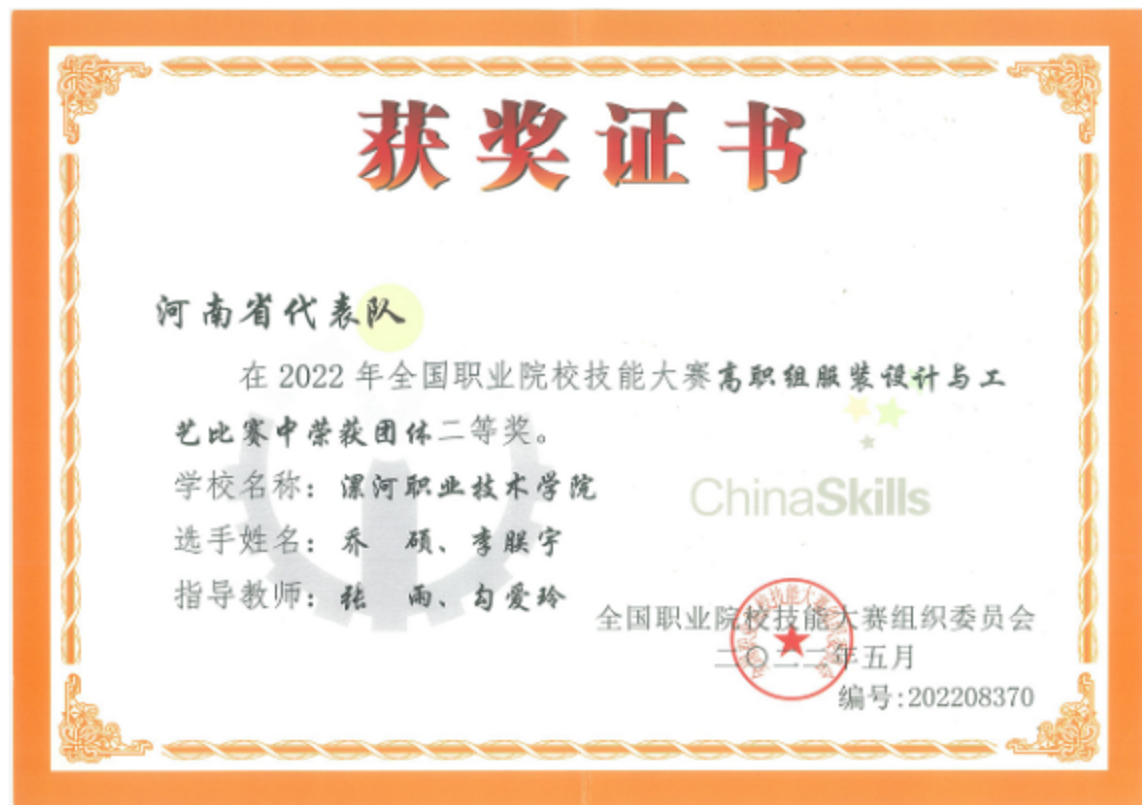 获奖证书
河南省代表队
在 2022 年全国职业院校技能大赛高职组服装设计与工
艺比赛中荣获团体二等奖。
学校名称：漯河职业技术学院
选手姓名：乔 硕、李朕宇
指导教师：张 雨、勾爱玲
ChinaSkills
全国职业院校技能大赛组织委员会
二〇二二年五月
编号:202208370